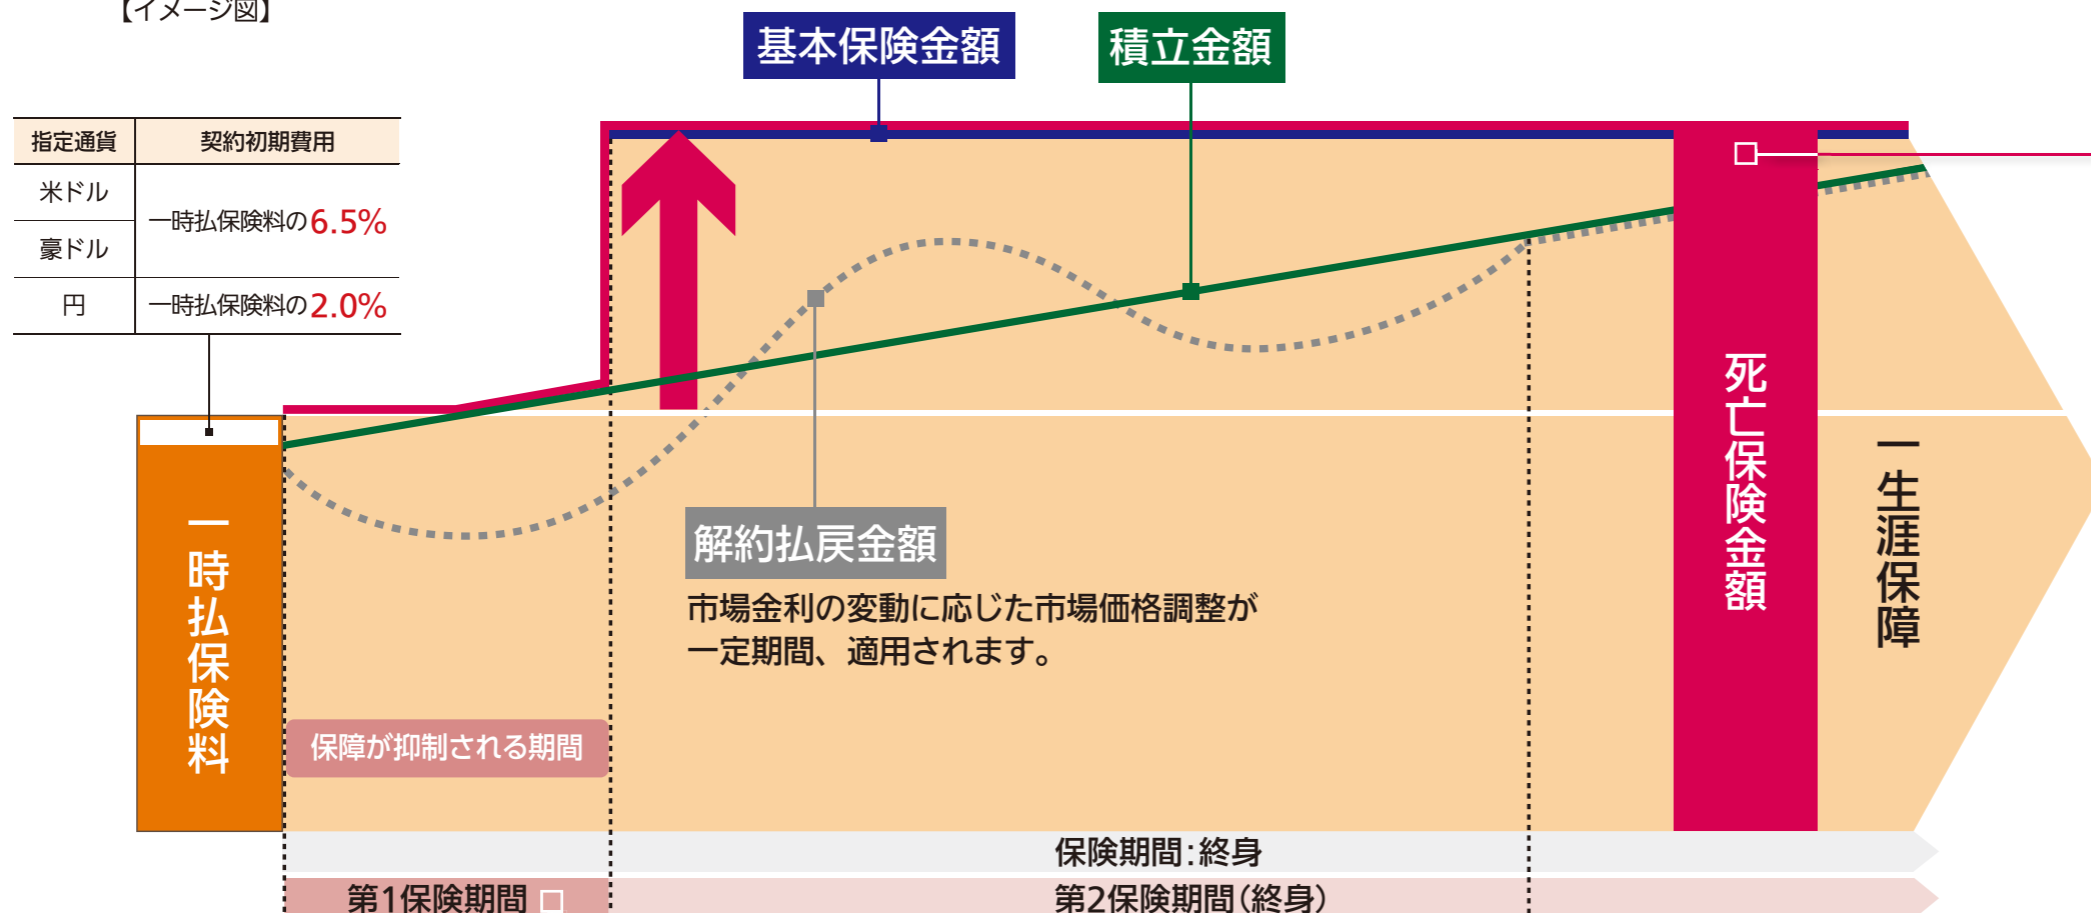 【イメージ図】
基本保険金額
積立金額
指定通貨 契約初期費用
米ドル
一時払保険料の6.5%
豪ドル
円 一時払保険料の2.0%
一時払保険料
解約払戻金額
市場金利の変動に応じた市場価格調整が
一定期間、適用されます。
死亡保険金額
一生涯保障
保障が抑制される期間
保険期間:終身
第1保険期間
第2保険期間(終身)